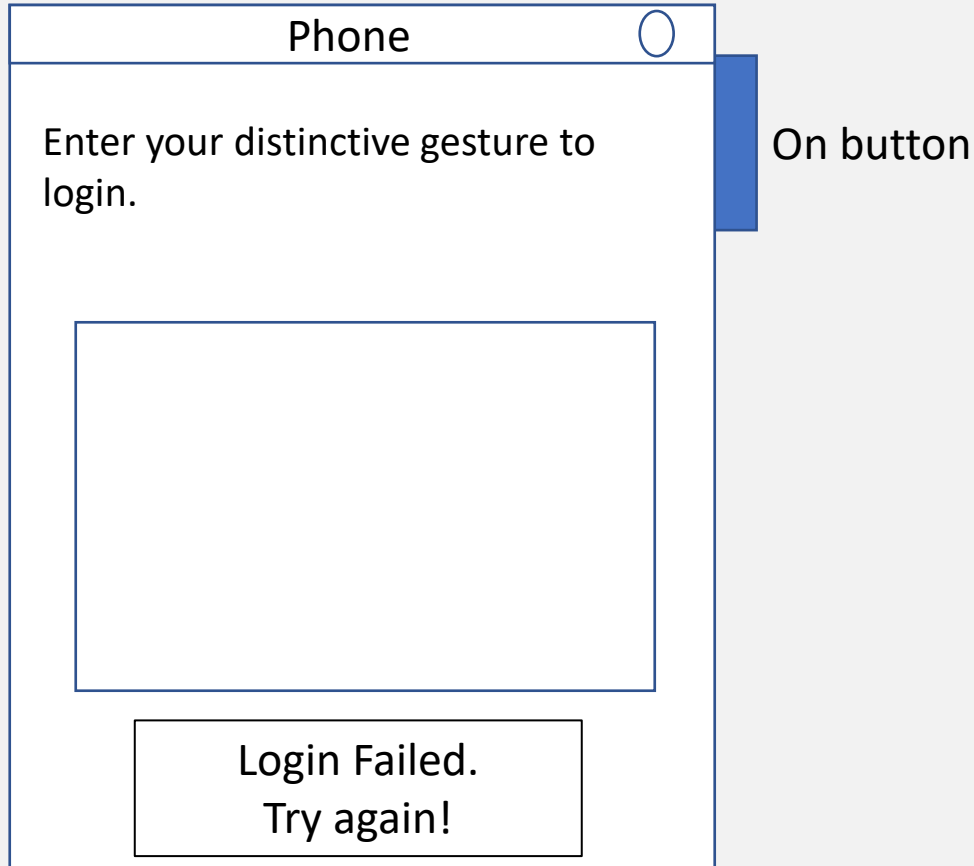 Phone
Enter your distinctive gesture to
login.
On button
Login Failed.
Try again!